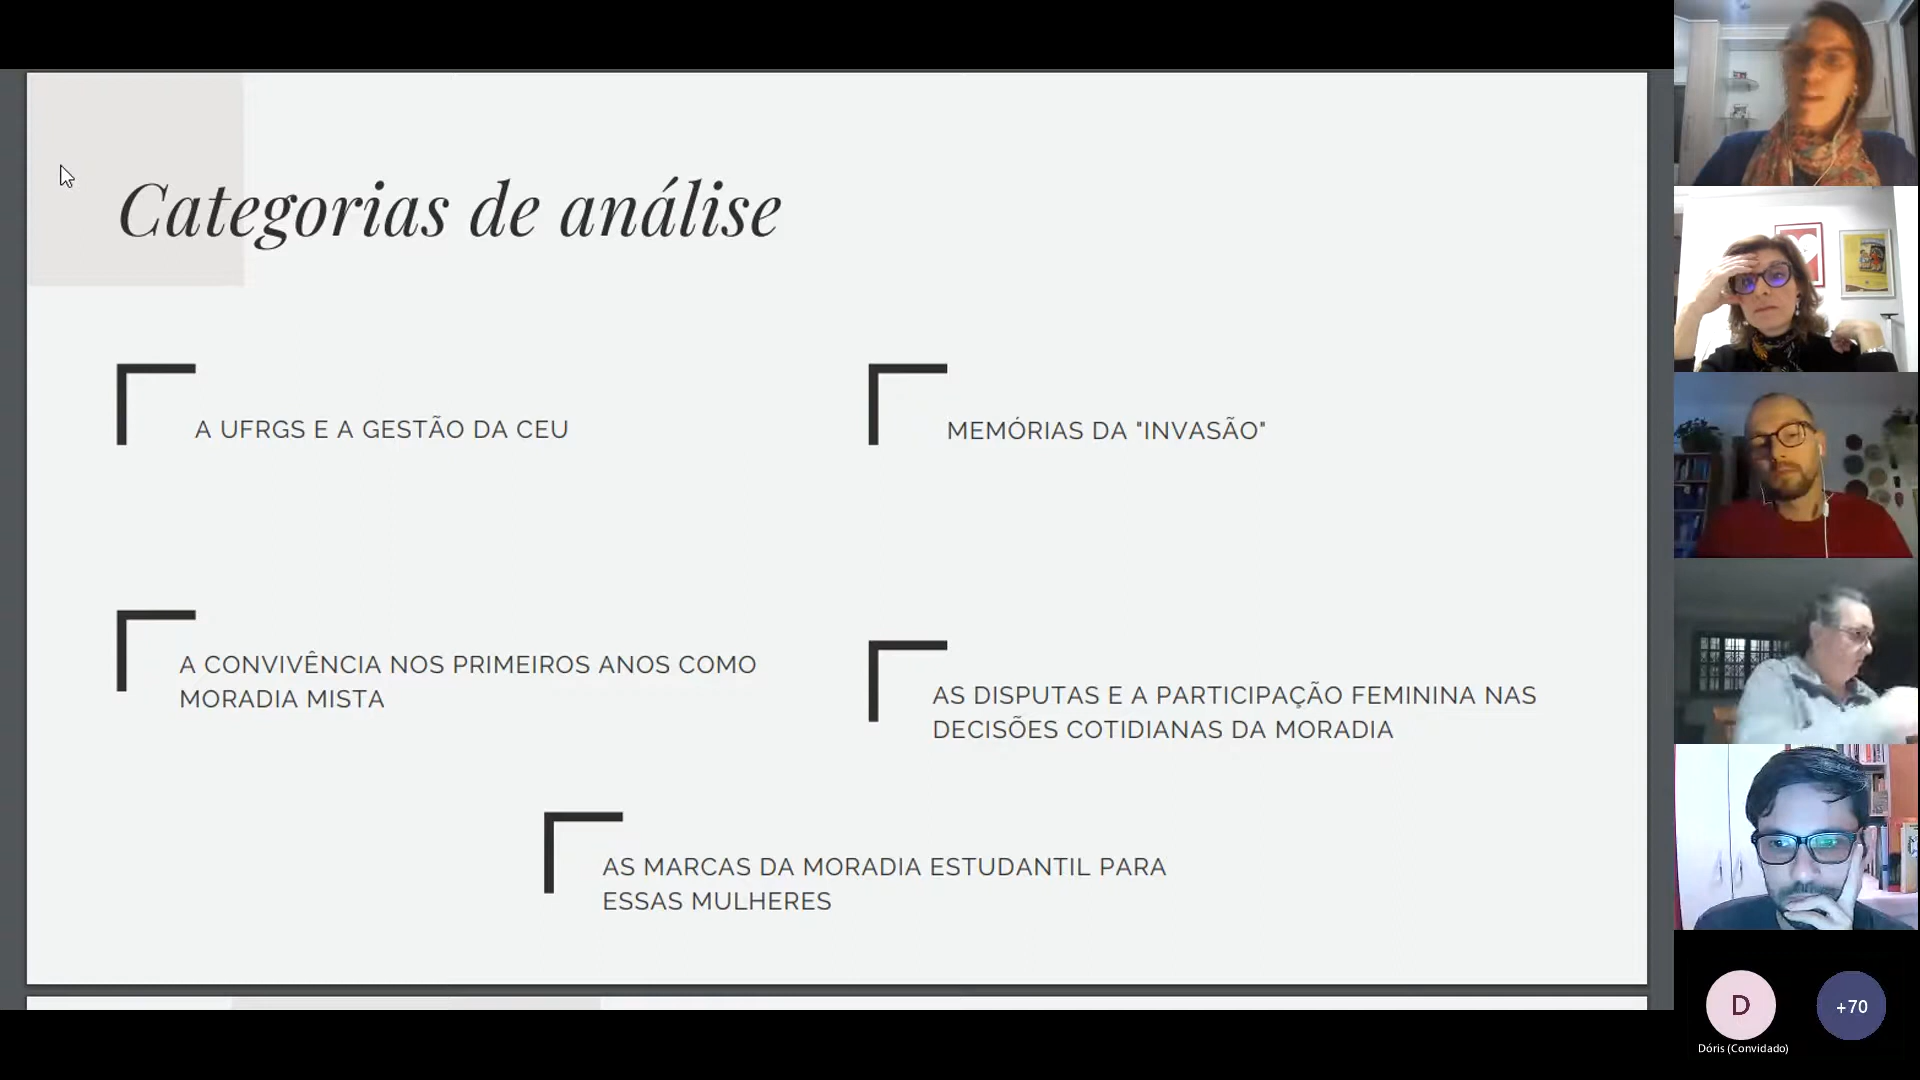 Categorias de análise
A UFRGS E A GESTÃO DA CEU
MEMÓRIAS DA "INVASÃO"
A CONVIVÊNCIA NOS PRIMEIROS ANOS COMO
MORADIA MISTA
AS DISPUTAS E A PARTICIPAÇÃO FEMININA NAS
DECISÕES COTIDIANAS DA MORADIA
AS MARCAS DA MORADIA ESTUDANTIL PARA
ESSAS MULHERES
D
+70
Dóris (Convidado)